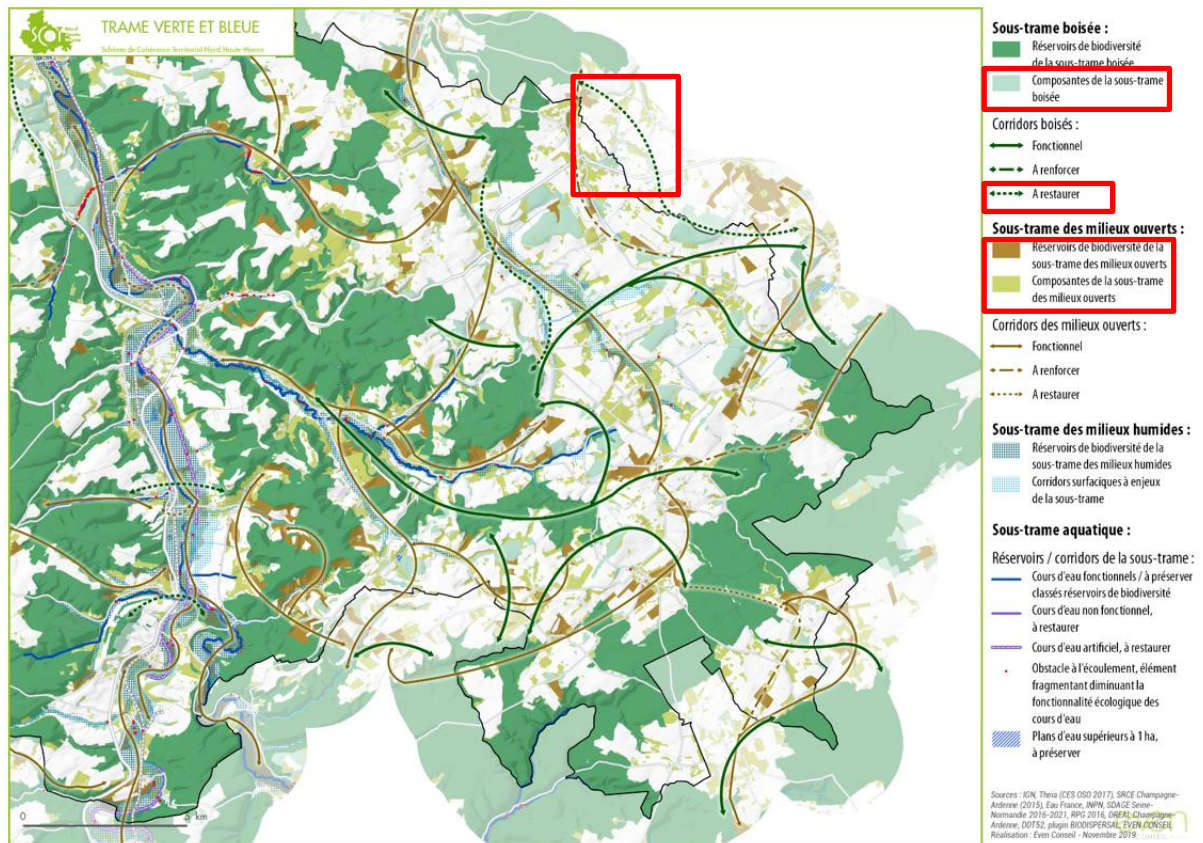 SCoT Nord
TRAME VERTE ET BLEUE
Schéma de Cohérence Territorial Nord Haute-Marne
Sous-trame boisée :
Réservoirs de biodiversité
de la sous-trame boisée
Composantes de la sous-trame
boisée
Corridors boisés :
Fonctionnel
A renforcer
A restaurer
Sous-trame des milieux ouverts :
Réservoirs de biodiversité de la
sous-trame des milieux ouverts
Composantes de la sous-trame
des milieux ouverts
Corridors des milieux ouverts :
Fonctionnel
A renforcer
A restaurer
Sous-trame des milieux humides :
Réservoirs de biodiversité de la
sous-trame des milieux humides
Corridors surfaciques à enjeux
de la sous-trame
Sous-trame aquatique :
Réservoirs / corridors de la sous-trame :
Cours d'eau fonctionnels / à préserver
classés réservoirs de biodiversité
Cours d'eau non fonctionnel,
à restaurer
Cours d'eau artificiel, à restaurer
Obstacle à l'écoulement, élément
fragmentant diminuant la
fonctionnalité écologique des
cours d'eau
Plans d'eau supérieurs à 1 ha,
à préserver
0 5 km
Sources : IGN, Theia (CES OSO 2017), SRCE Champagne-
Ardenne (2015), Eau France, INPN, SDAGE Seine-
Normandie 2016-2021, RPG 2016, DREAL Champagne-
Ardenne, DDT52, plugin BIODISPERSAL, EVEN CONSEIL
Réalisation : Even Conseil - Novembre 2019
even
CONSEIL